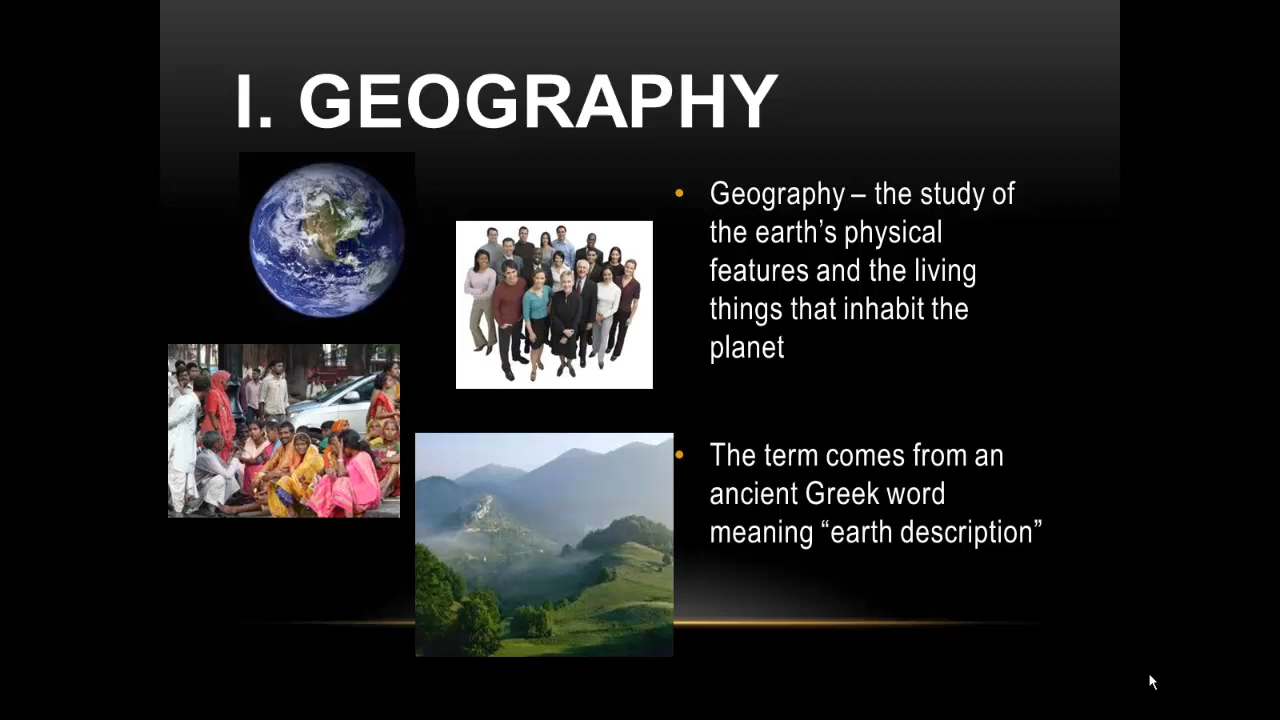 I. GEOGRAPHY
• Geography – the study of
the earth’s physical
features and the living
things that inhabit the
planet
• The term comes from an
ancient Greek word
meaning “earth description”